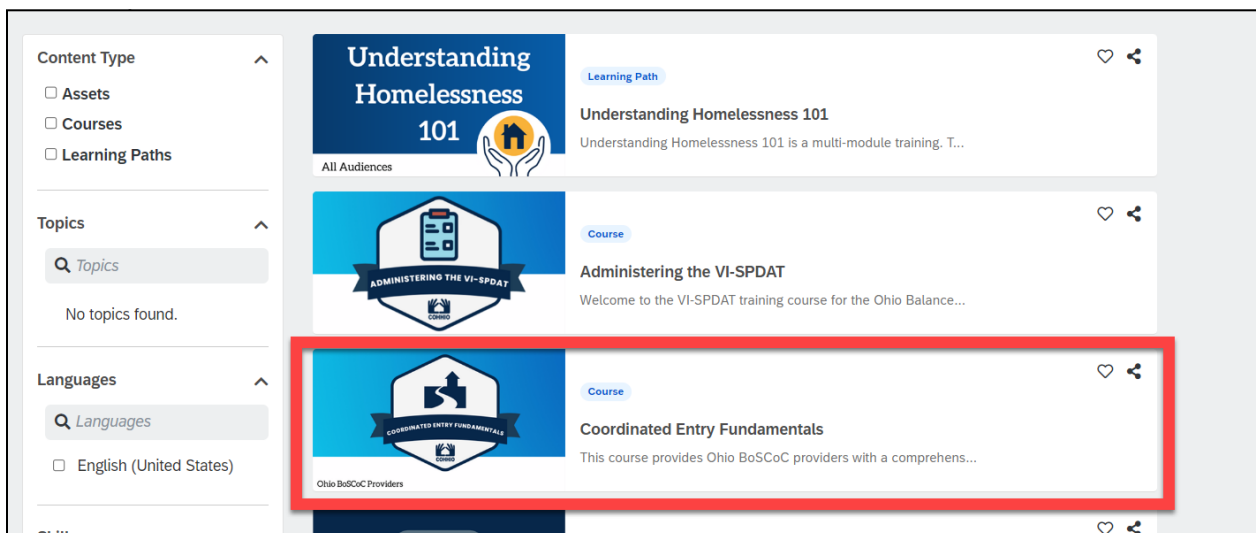 Content Type
Assets
Courses
Learning Paths
Topics
Topics
No topics found.
Languages
Languages
English (United States)
Understanding
Homelessness
101
All Audiences
Learning Path
Understanding Homelessness 101
Understanding Homelessness 101 is a multi-module training. T...
ADMINISTERING THE VI-SPDAT
COHHIO
Course
Administering the VI-SPDAT
Welcome to the VI-SPDAT training course for the Ohio Balance...
COORDINATED ENTRY FUNDAMENTALS
COHHIO
Ohio BoSCoC Providers
Course
Coordinated Entry Fundamentals
This course provides Ohio BoSCoC providers with a comprehens...